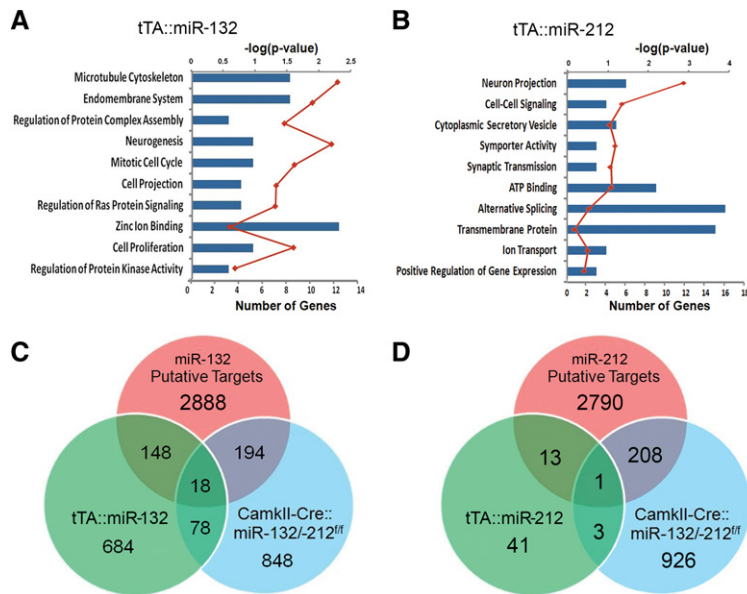 A
tTA::miR-132
-log(p-value)
0 0.5 1 1.5 2 2.5
Microtubule Cytoskeleton
Endomembrane System
Regulation of Protein Complex Assembly
Neurogenesis
Mitotic Cell Cycle
Cell Projection
Regulation of Ras Protein Signaling
Zinc Ion Binding
Cell Proliferation
Regulation of Protein Kinase Activity
0 2 4 6 8 10 12 14
Number of Genes
B
tTA::miR-212
-log(p-value)
0 1 2 3 4
Neuron Projection
Cell-Cell Signaling
Cytoplasmic Secretory Vesicle
Symporter Activity
Synaptic Transmission
ATP Binding
Alternative Splicing
Transmembrane Protein
Ion Transport
Positive Regulation of Gene Expression
0 2 4 6 8 10 12 14 16 18
Number of Genes
C
miR-132
Putative Targets
2888
148
194
18
78
tTA::miR-132
684
CamkII-Cre::
miR-132/-212f/f
848
D
miR-212
Putative Targets
2790
13
208
1
3
tTA::miR-212
41
CamkII-Cre::
miR-132/-212f/f
926